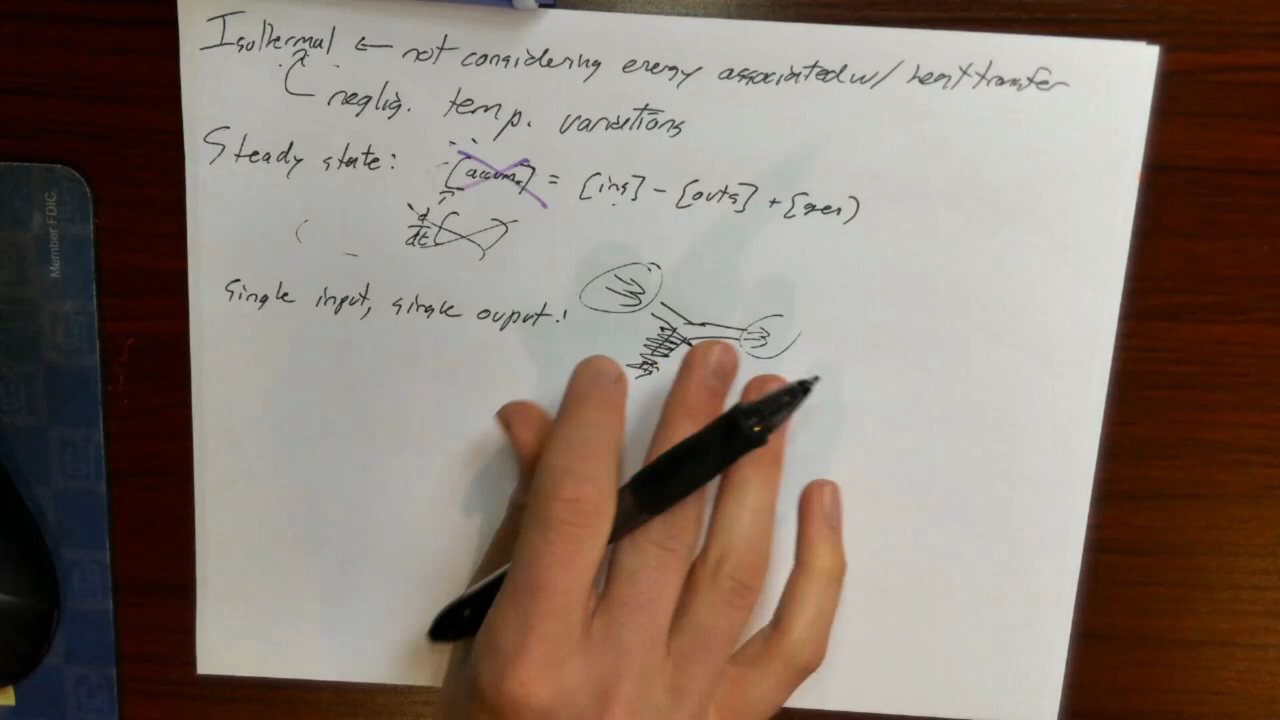 Isothermal ← not considering energy associated w/ heat transfer
neglig. temp. variations
Steady state: [accum.] = [ins] - [outs] + [gen]
d/dt
single input, single ouput:
Member FDIC